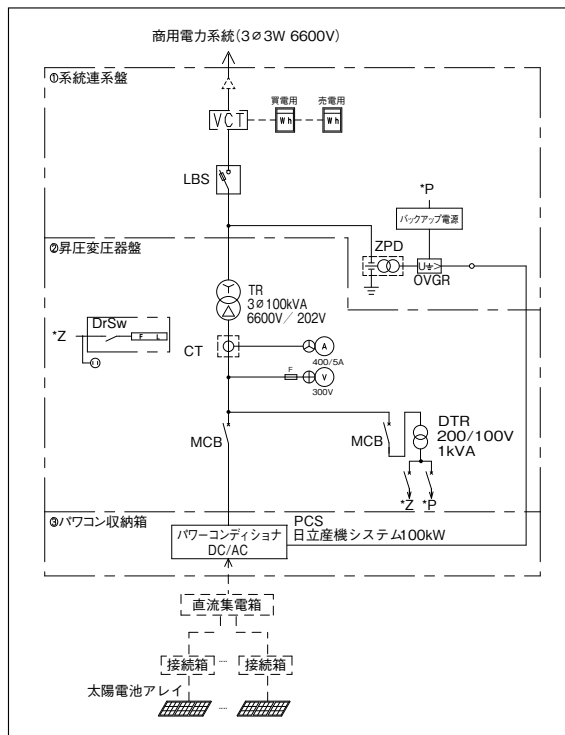 商用電力系統(3φ3W 6600V)
①系統連系盤
買電用
売電用
VCT
Wh
Wh
LBS
*P
バックアップ電源
②昇圧変圧器盤
ZPD
U⏚>
OVGR
TR
3φ100kVA
6600V／202V
DrSw
*Z
F L
CT
A
400/5A
F
V
300V
MCB
MCB
DTR
200/100V
1kVA
*Z
*P
③パワコン収納箱
PCS
日立産機システム100kW
パワーコンディショナ
DC/AC
直流集電箱
接続箱
接続箱
太陽電池アレイ